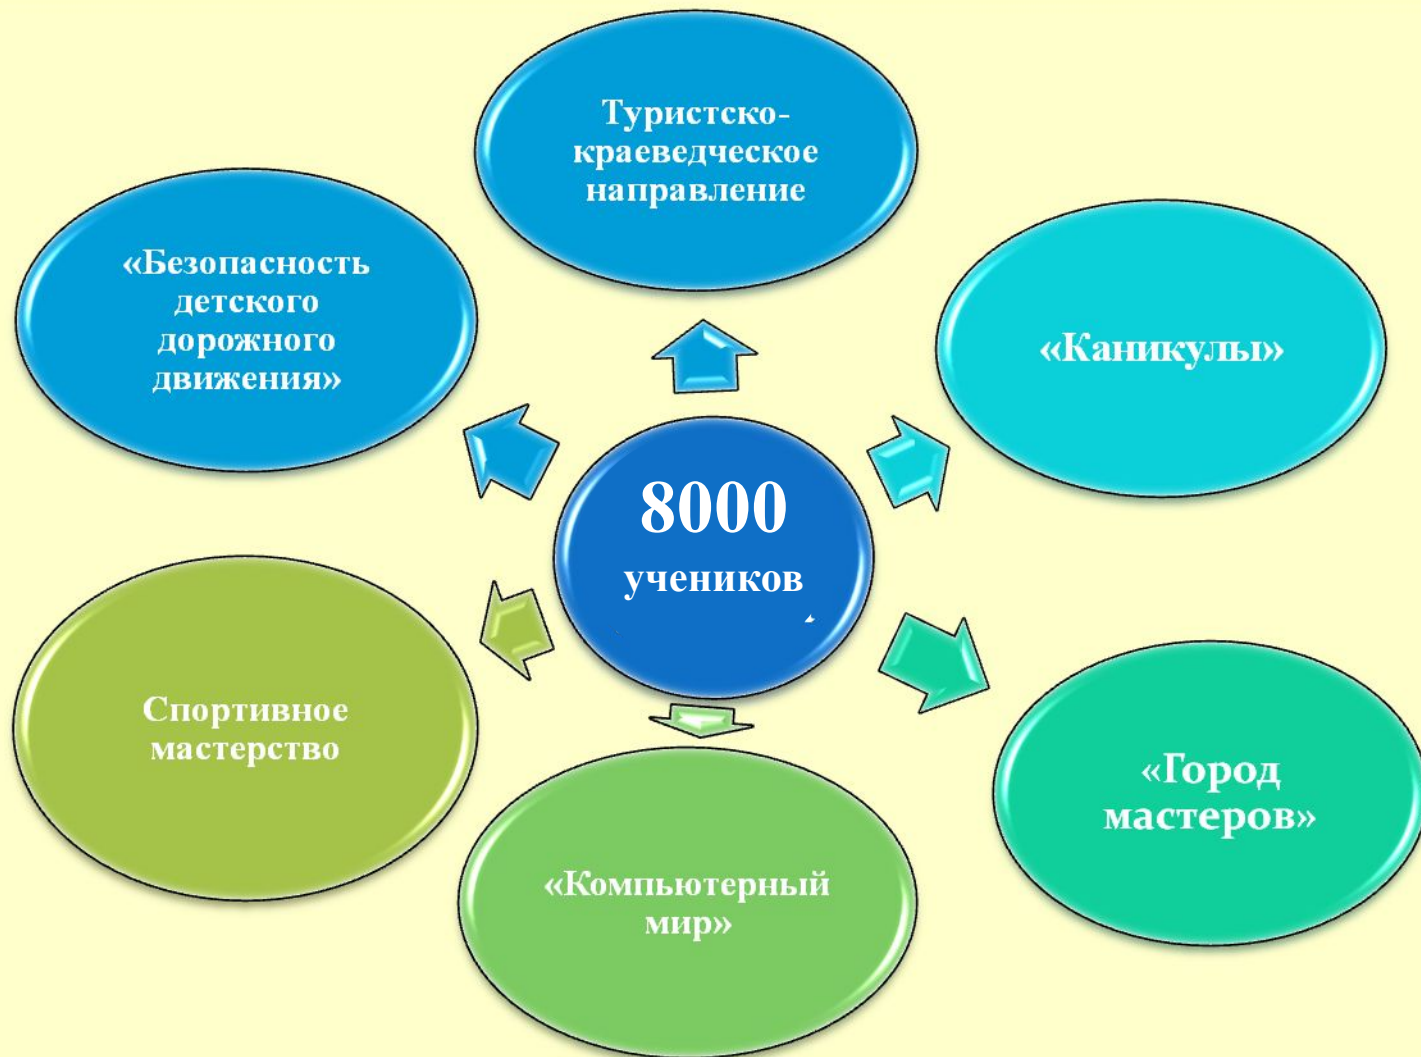 Туристско-
краеведческое
направление
«Безопасность
детского
дорожного
движения»
«Каникулы»
8000
учеников
Спортивное
мастерство
«Город
мастеров»
«Компьютерный
мир»